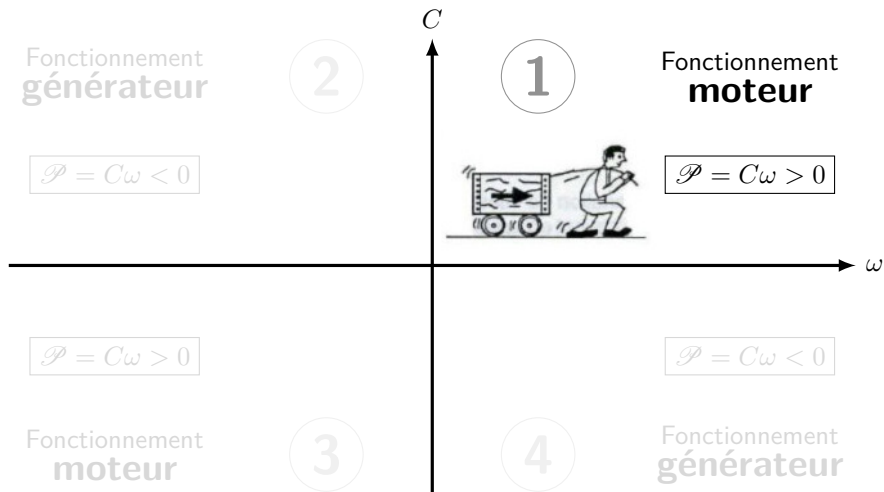 C
Fonctionnement
générateur
2
1
Fonctionnement
moteur
𝒫 = Cω < 0
𝒫 = Cω > 0
ω
𝒫 = Cω > 0
𝒫 = Cω < 0
Fonctionnement
moteur
3
4
Fonctionnement
générateur